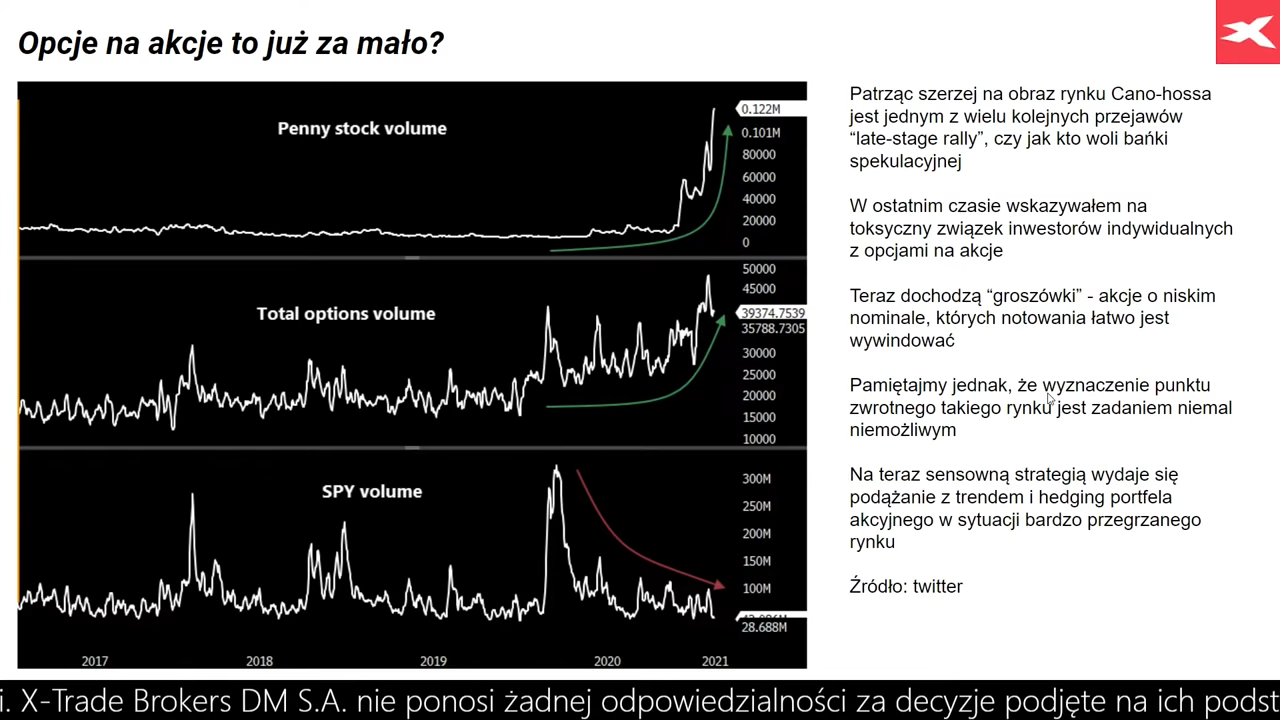 Opcje na akcje to już za mało?
Penny stock volume
0.122M
0.101M
80000
60000
40000
20000
0
Total options volume
50000
45000
39374.7539
35788.7305
30000
25000
20000
15000
10000
SPY volume
300M
250M
200M
150M
100M
28.688M
2017 2018 2019 2020 2021
Patrząc szerzej na obraz rynku Cano-hossa
jest jednym z wielu kolejnych przejawów
“late-stage rally”, czy jak kto woli bańki
spekulacyjnej
W ostatnim czasie wskazywałem na
toksyczny związek inwestorów indywidualnych
z opcjami na akcje
Teraz dochodzą “groszówki” - akcje o niskim
nominale, których notowania łatwo jest
wywindować
Pamiętajmy jednak, że wyznaczenie punktu
zwrotnego takiego rynku jest zadaniem niemal
niemożliwym
Na teraz sensowną strategią wydaje się
podążanie z trendem i hedging portfela
akcyjnego w sytuacji bardzo przegrzanego
rynku
Źródło: twitter
i. X-Trade Brokers DM S.A. nie ponosi żadnej odpowiedzialności za decyzje podjęte na ich podst